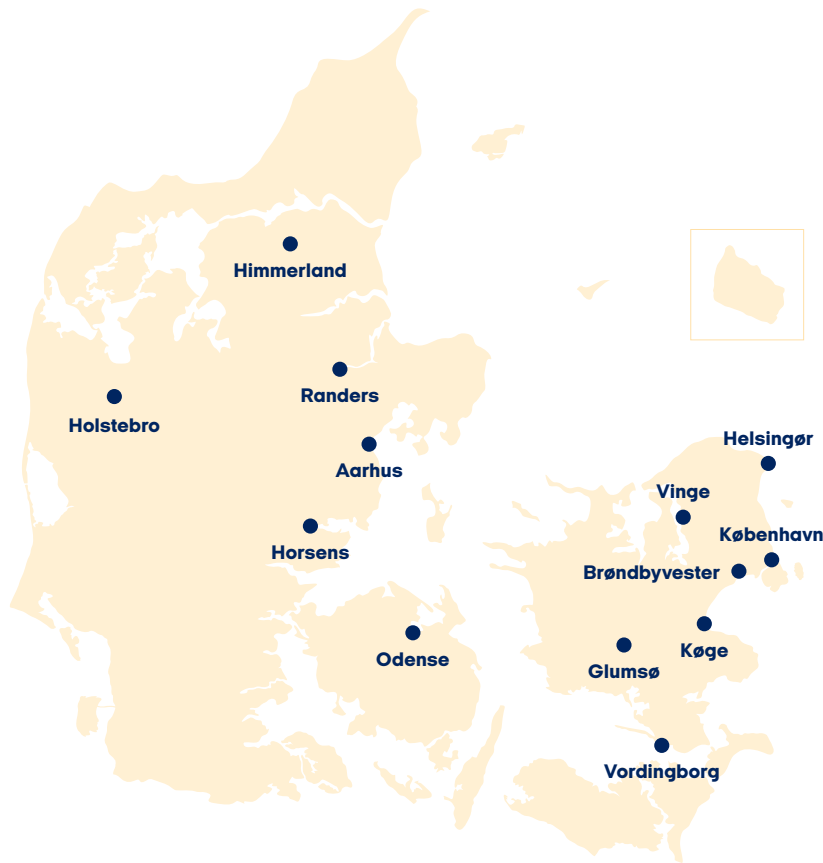 Himmerland
Randers
Holstebro
Helsingør
Aarhus
Vinge
København
Horsens
Brøndbyvester
Køge
Odense
Glumsø
Vordingborg